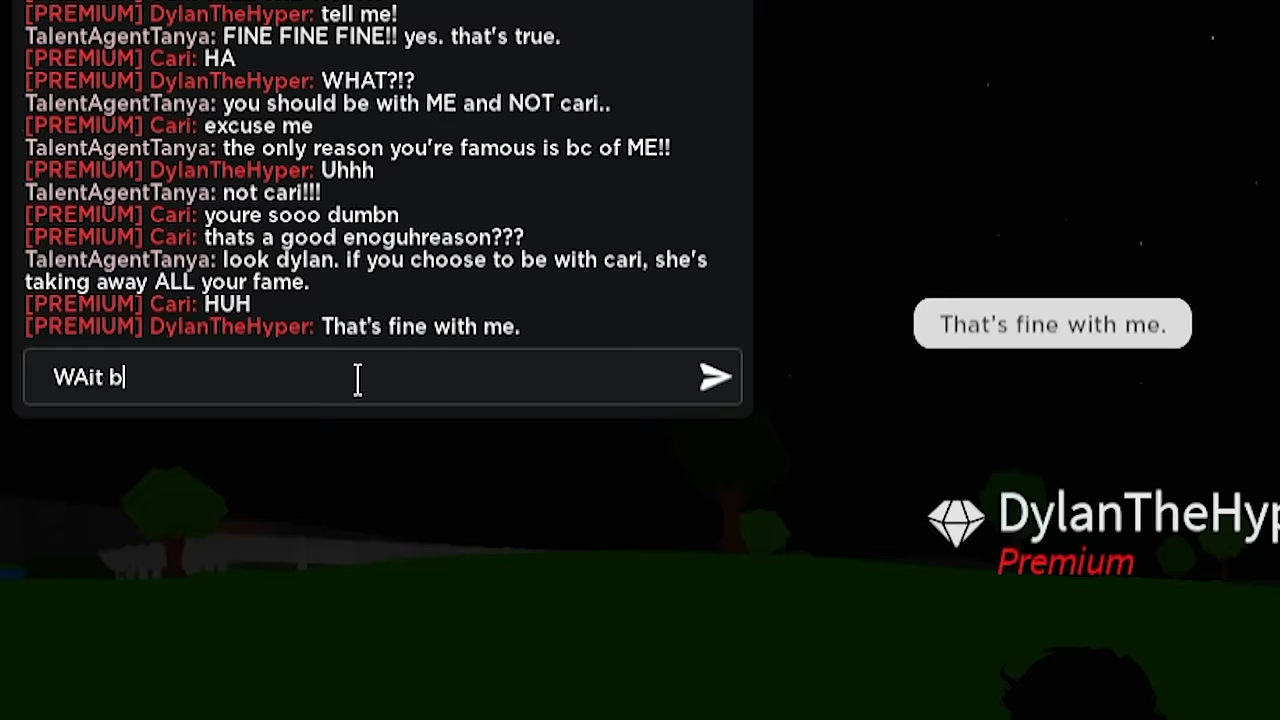 [PREMIUM] DylanTheHyper: tell me!
TalentAgentTanya: FINE FINE FINE!! yes. that's true.
[PREMIUM] Cari: HA
[PREMIUM] DylanTheHyper: WHAT?!?
TalentAgentTanya: you should be with ME and NOT cari..
[PREMIUM] Cari: excuse me
TalentAgentTanya: the only reason you're famous is bc of ME!!
[PREMIUM] DylanTheHyper: Uhhh
TalentAgentTanya: not cari!!!
[PREMIUM] Cari: youre sooo dumbn
[PREMIUM] Cari: thats a good enoguhreason???
TalentAgentTanya: look dylan. if you choose to be with cari, she's
taking away ALL your fame.
[PREMIUM] Cari: HUH
[PREMIUM] DylanTheHyper: That's fine with me.
WAit b
That's fine with me.
DylanTheHyp
Premium